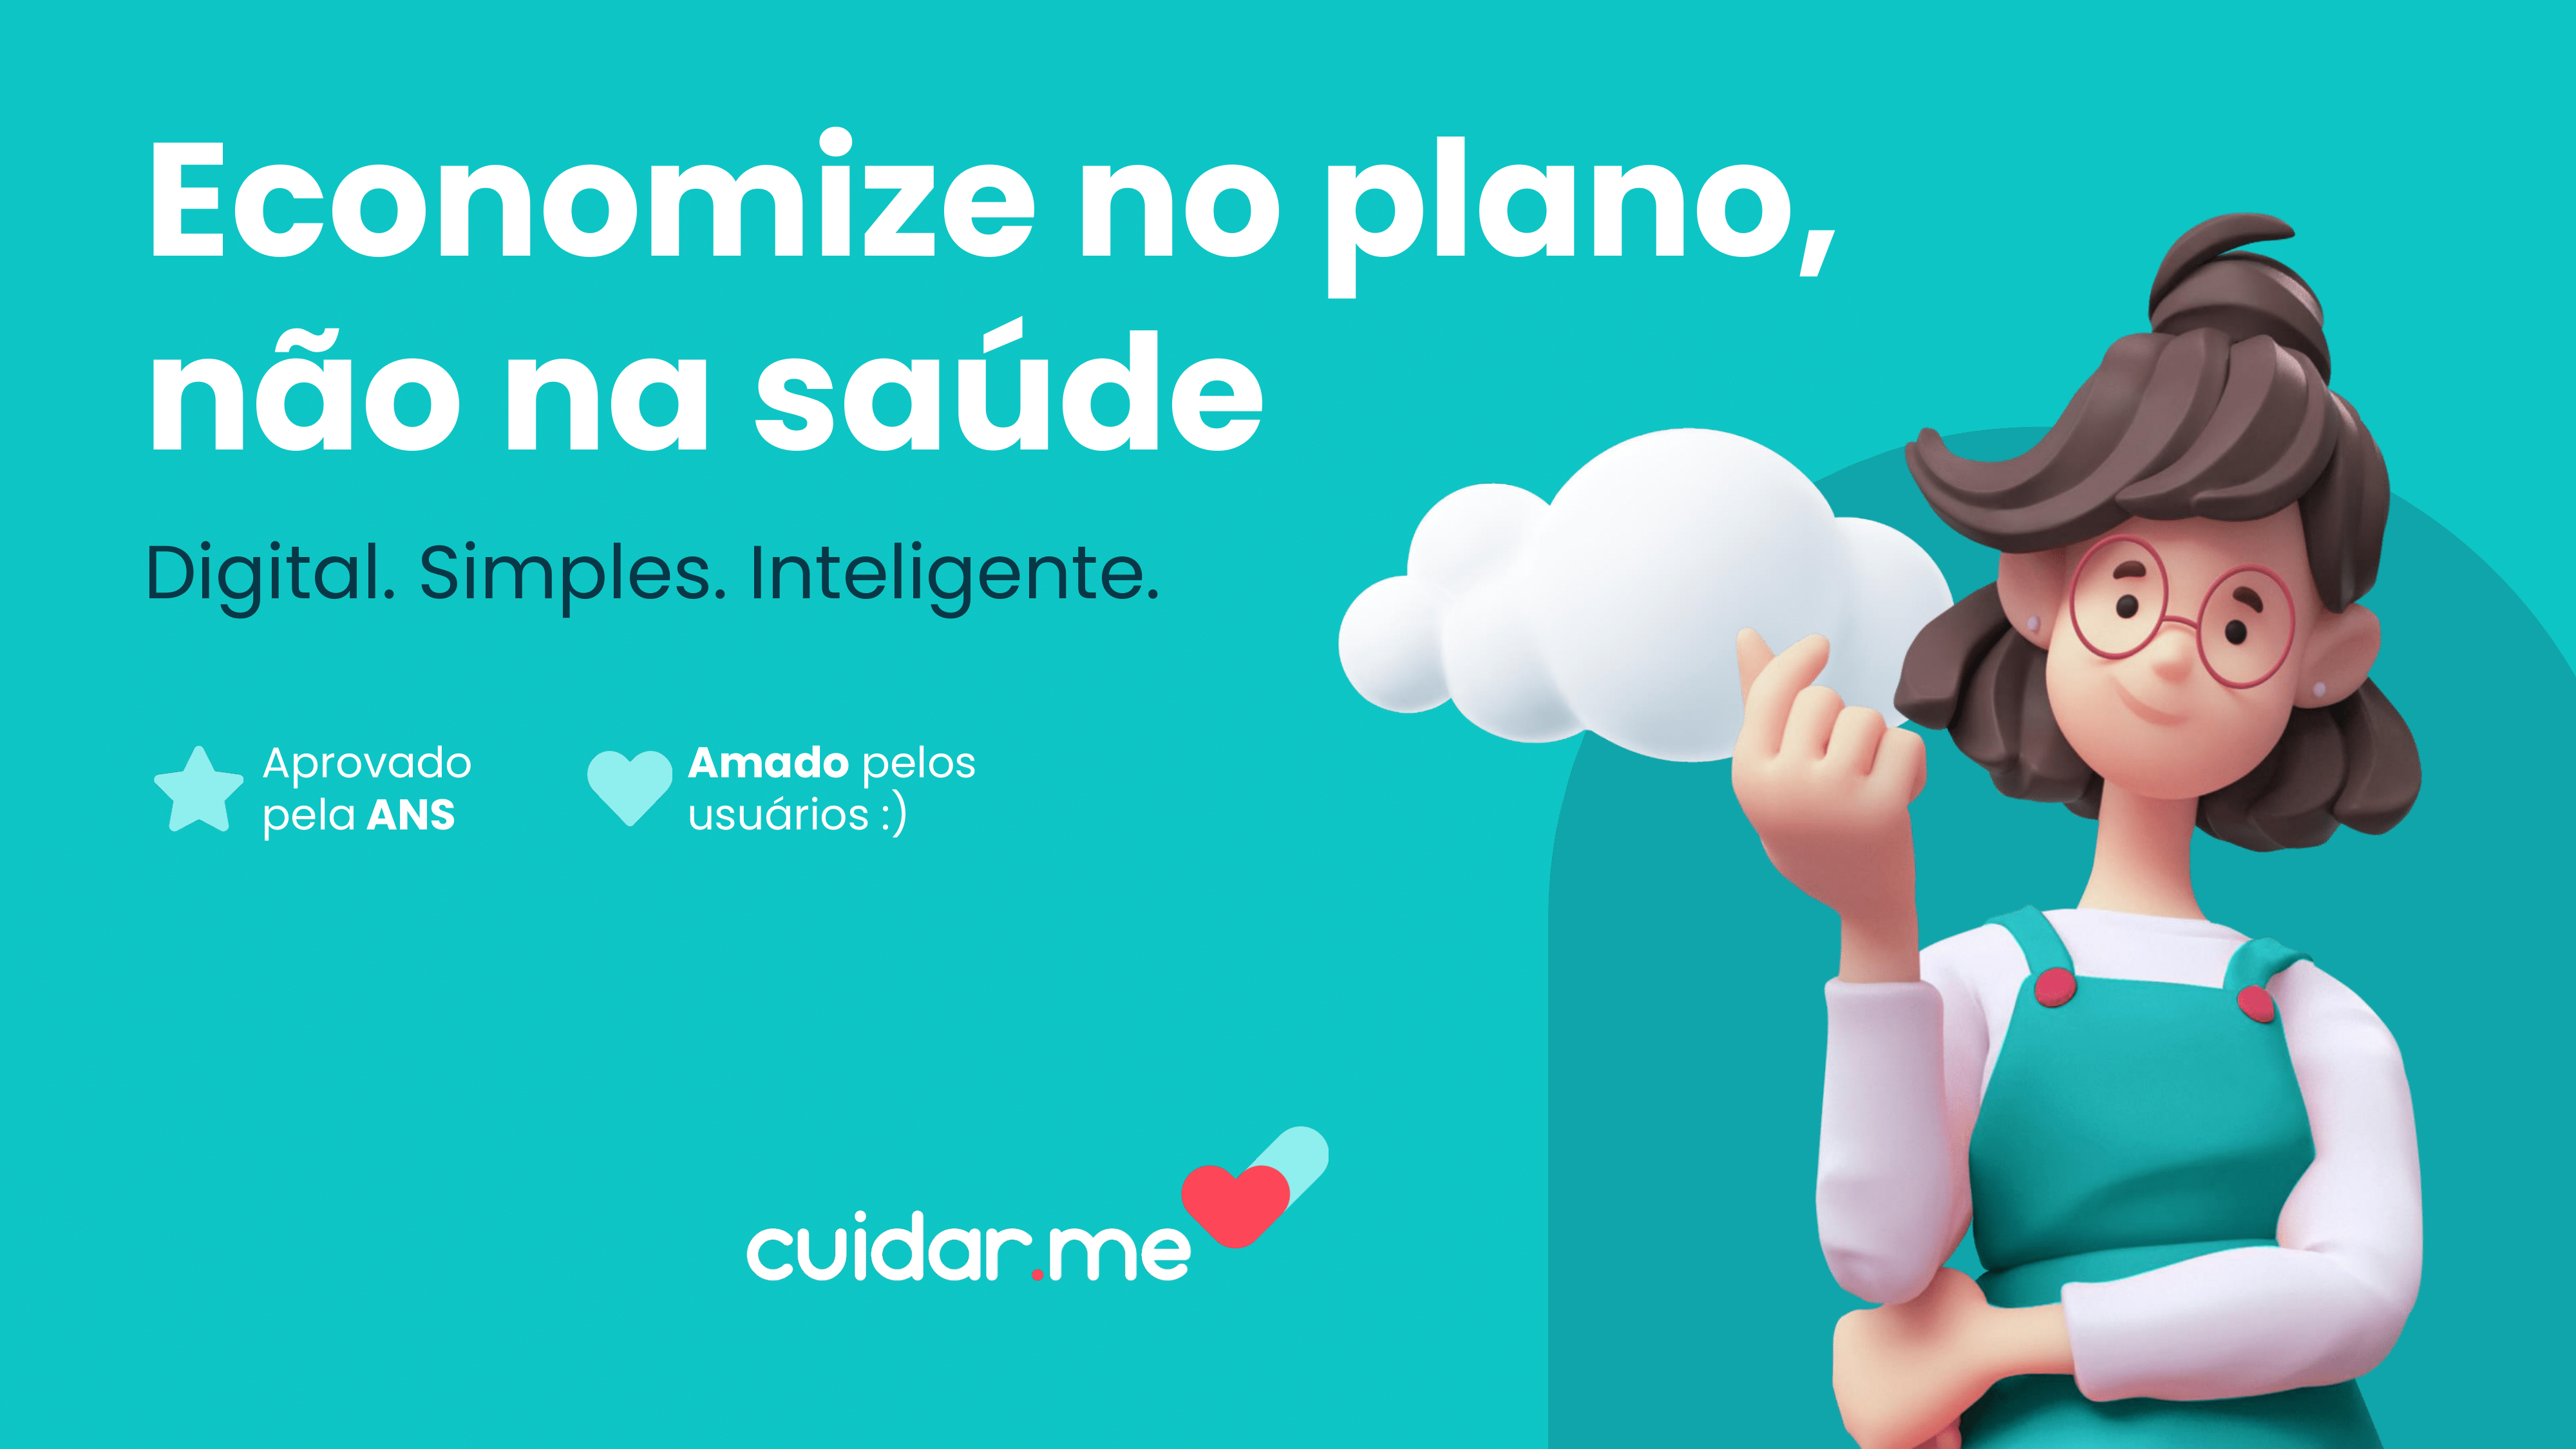 Economize no plano,
não na saúde
Digital. Simples. Inteligente.
Aprovado
pela ANS
Amado pelos
usuários :)
cuidar.me